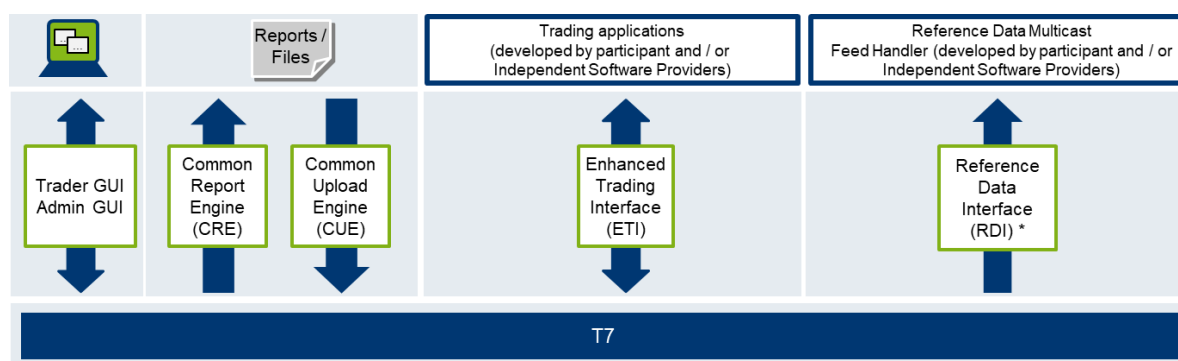 Reports /
Files
Trading applications
(developed by participant and / or
Independent Software Providers)
Reference Data Multicast
Feed Handler (developed by participant and / or
Independent Software Providers)
Trader GUI
Admin GUI
Common
Report
Engine
(CRE)
Common
Upload
Engine
(CUE)
Enhanced
Trading
Interface
(ETI)
Reference
Data
Interface
(RDI) *
T7